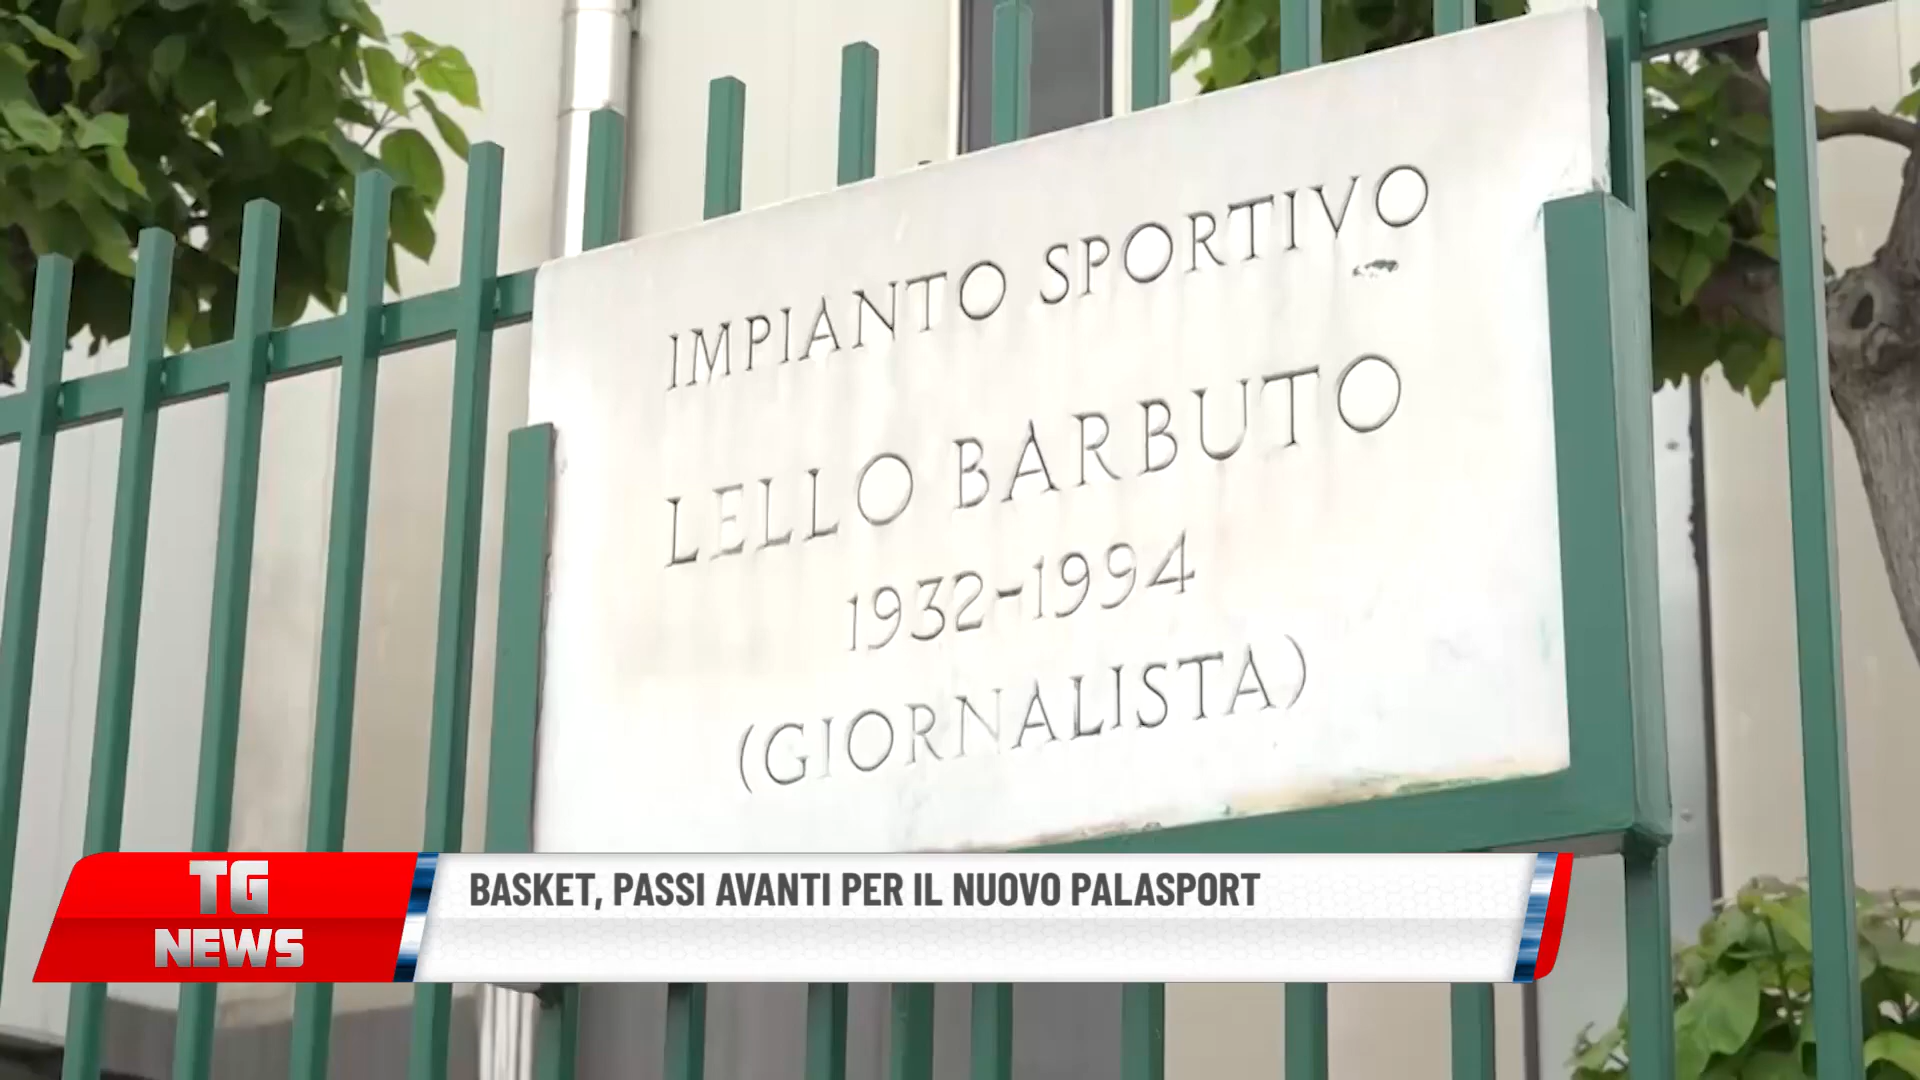 IMPIANTO SPORTIVO
LELLO BARBUTO
1932-1994
(GIORNALISTA)
TG
NEWS
BASKET, PASSI AVANTI PER IL NUOVO PALASPORT